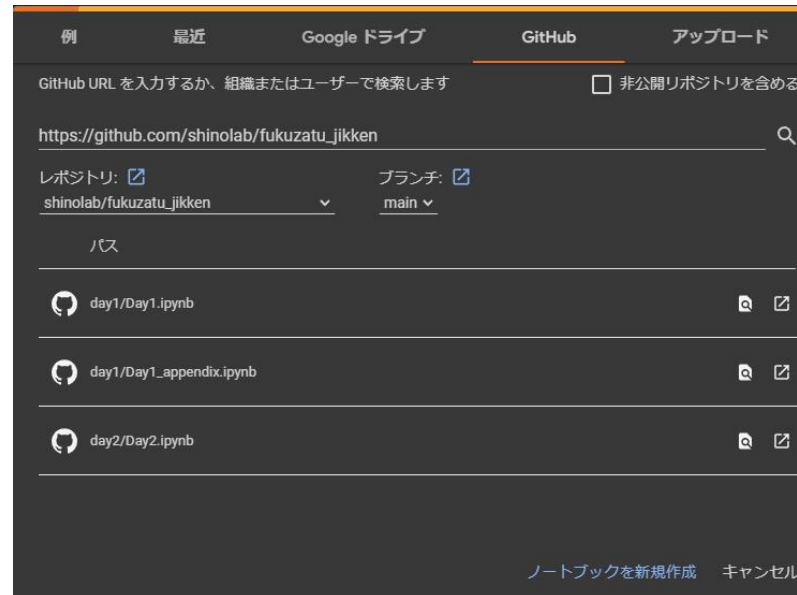 例 最近 Google ドライブ GitHub アップロード
GitHub URL を入力するか、組織またはユーザーで検索します 非公開リポジトリを含める
https://github.com/shinolab/fukuzatu_jikken
レポジトリ: ブランチ:
shinolab/fukuzatu_jikken main
パス
day1/Day1.ipynb
day1/Day1_appendix.ipynb
day2/Day2.ipynb
ノートブックを新規作成 キャンセル